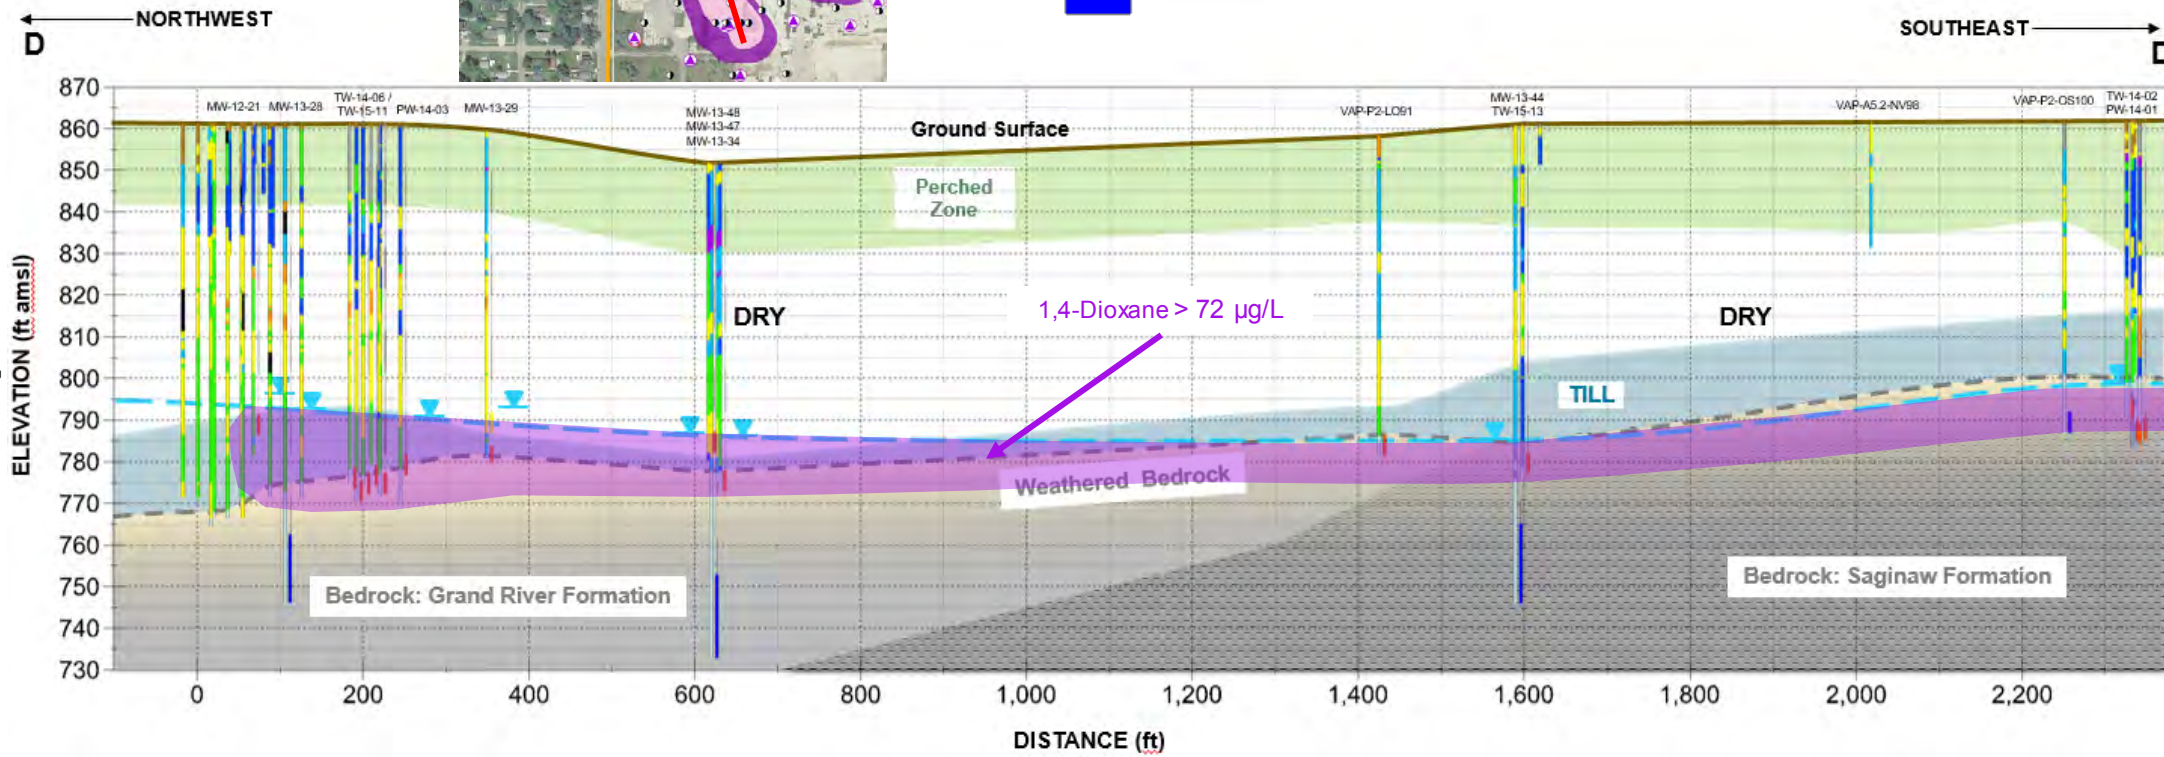 NORTHWEST
D
SOUTHEAST
870
860
850
840
830
820
810
800
790
780
770
760
750
740
730
ELEVATION (ft amsl)
MW-12-21
MW-13-28
TW-14-06 /
TW-15-11
PW-14-03
MW-13-29
MW-13-48
MW-13-47
MW-13-34
Ground Surface
VAP-P2-LO91
MW-13-44
TW-15-13
VAP-A5.2-NV98
VAP-P2-OS100
TW-14-02
PW-14-01
Perched
Zone
DRY
1,4-Dioxane > 72 µg/L
DRY
TILL
Weathered Bedrock
Bedrock: Grand River Formation
Bedrock: Saginaw Formation
0
200
400
600
800
1,000
1,200
1,400
1,600
1,800
2,000
2,200
DISTANCE (ft)